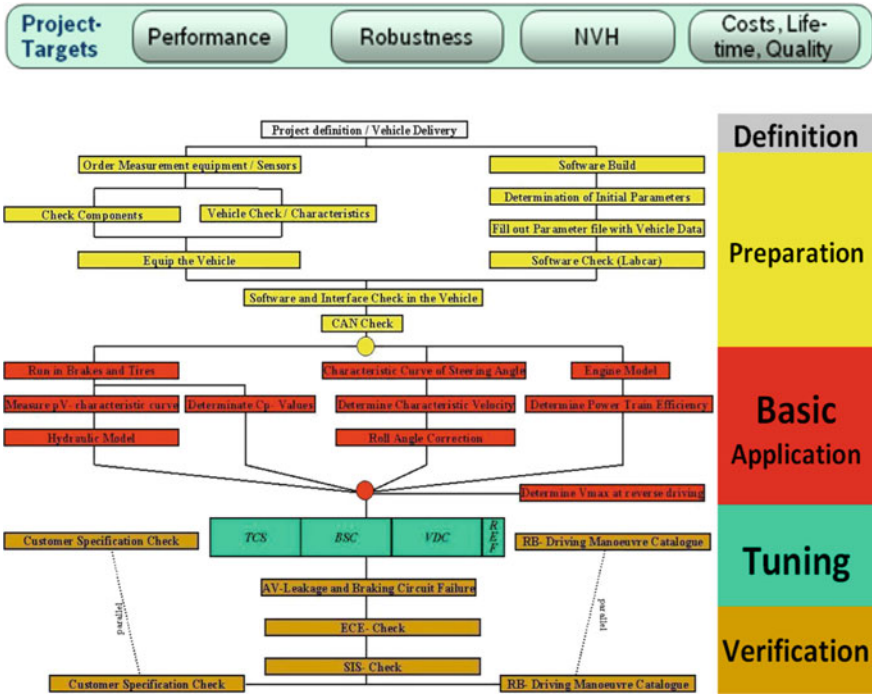 Project-
Targets
Performance
Robustness
NVH
Costs, Life-
time, Quality
Project definition / Vehicle Delivery
Definition
Order Measurement equipment / Sensors
Software Build
Check Components
Vehicle Check / Characteristics
Determination of Initial Parameters
Fill out Parameter file with Vehicle Data
Equip the Vehicle
Software Check (Labcar)
Preparation
Software and Interface Check in the Vehicle
CAN Check
Run in Brakes and Tires
Characteristic Curve of Steering Angle
Engine Model
Measure pV- characteristic curve
Determinate Cp- Values
Determine Characteristic Velocity
Determine Power Train Efficiency
Hydraulic Model
Roll Angle Correction
Basic
Application
Determine Vmax at reverse driving
Customer Specification Check
TCS
BSC
VDC
R
E
F
RB- Driving Manoeuvre Catalogue
Tuning
AV-Leakage and Braking Circuit Failure
parallel
parallel
ECE- Check
SIS- Check
Verification
Customer Specification Check
RB- Driving Manoeuvre Catalogue